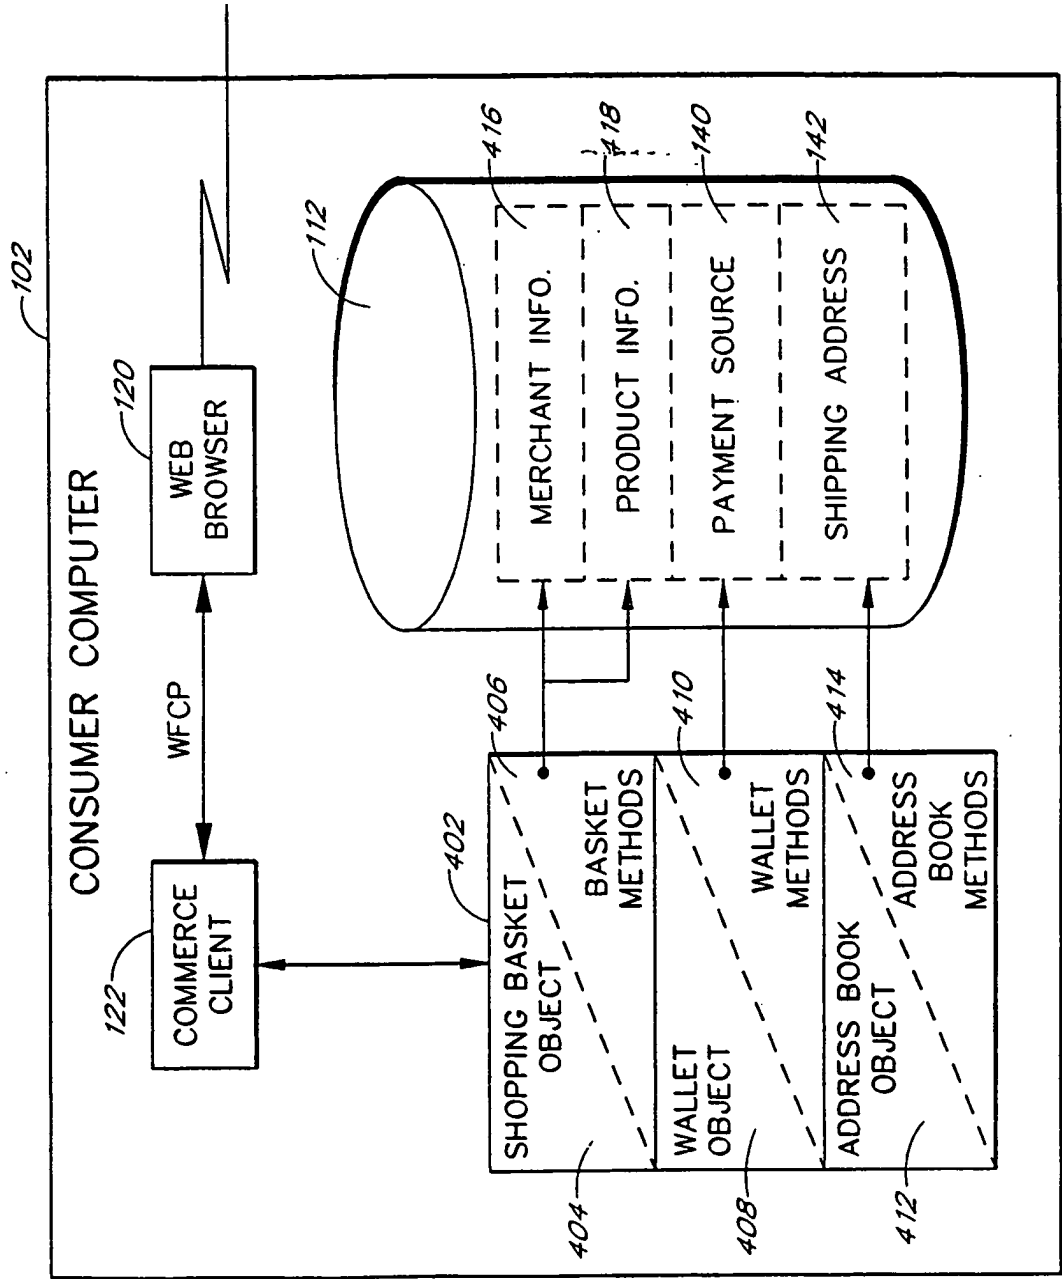 102
CONSUMER COMPUTER
122
COMMERCE
CLIENT
WFCP
120
WEB
BROWSER
402
SHOPPING BASKET
OBJECT
404
406
BASKET
METHODS
WALLET
OBJECT
408
410
WALLET
METHODS
ADDRESS BOOK
OBJECT
412
414
ADDRESS
BOOK
METHODS
112
MERCHANT INFO.
416
PRODUCT INFO.
418
PAYMENT SOURCE
140
SHIPPING ADDRESS
142